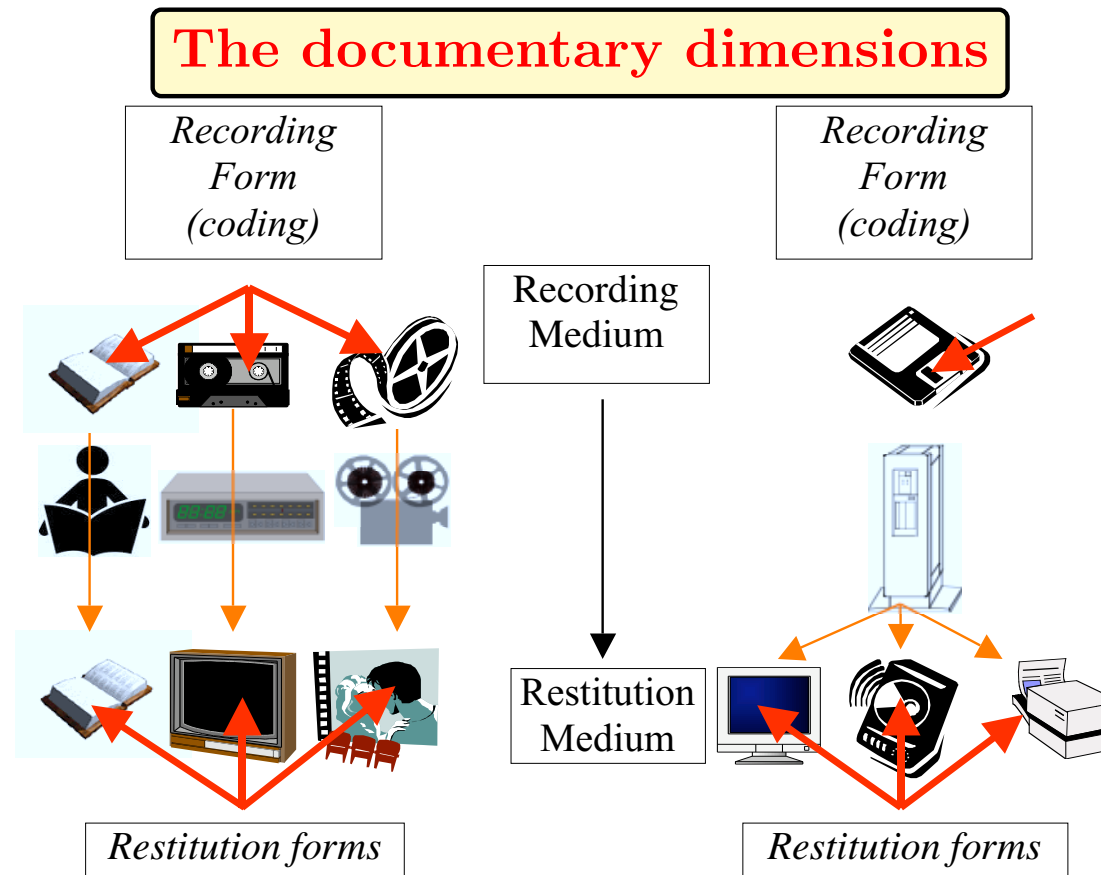 The documentary dimensions
Recording
Form
(coding)
Recording
Form
(coding)
Recording
Medium
Restitution
Medium
Restitution forms
Restitution forms